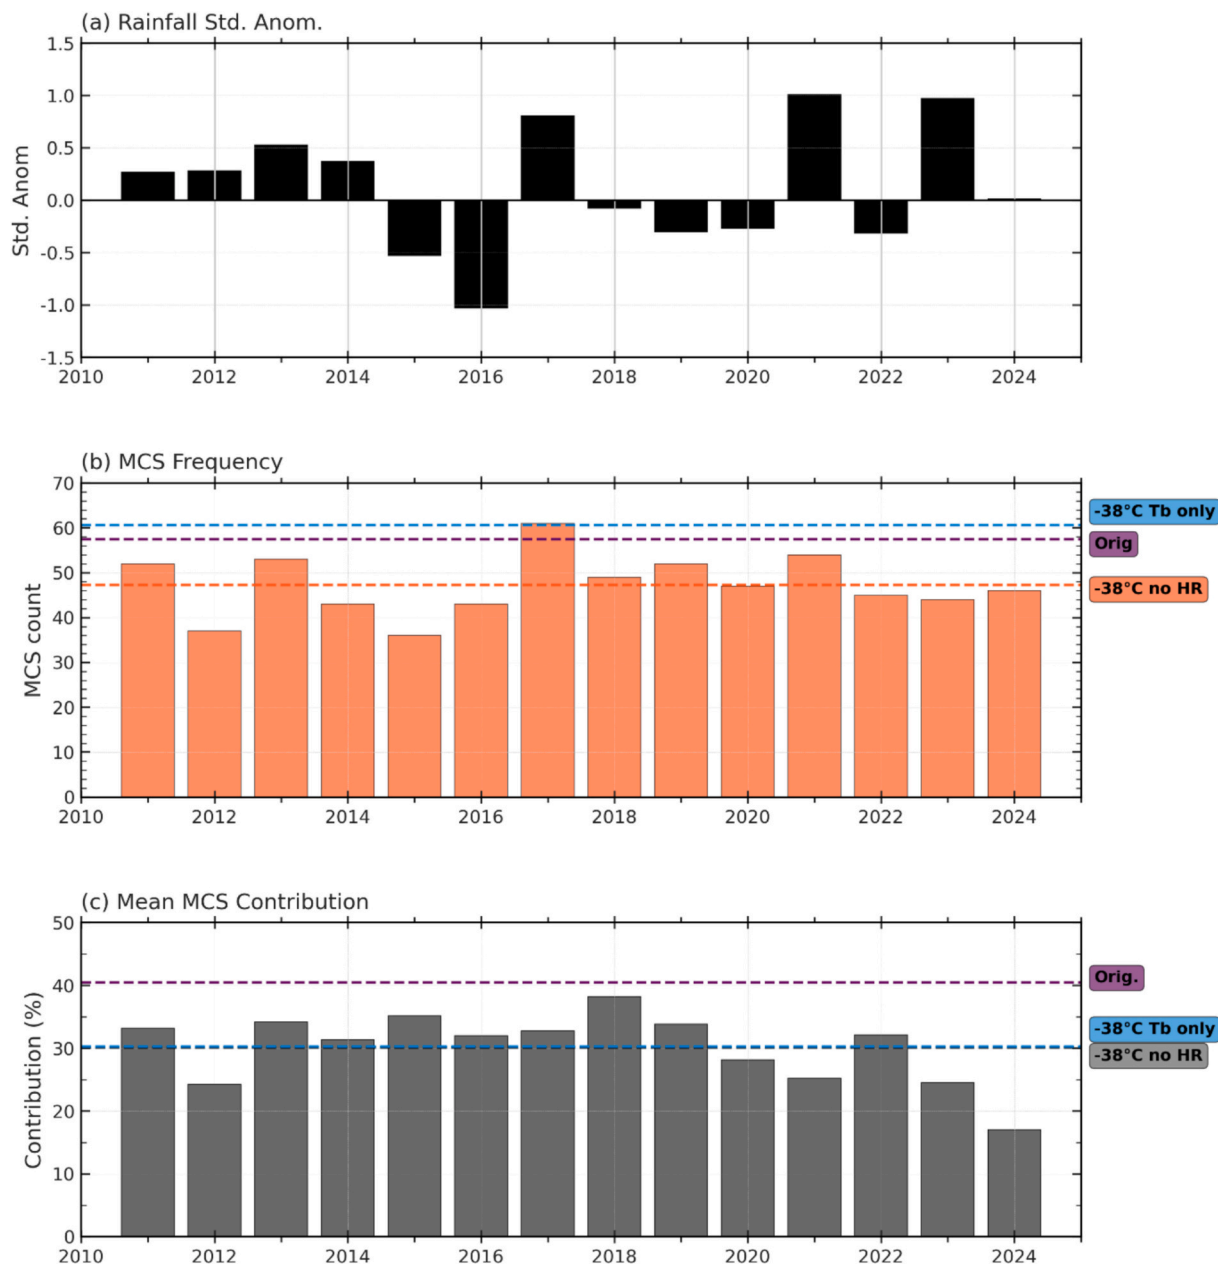 (a) Rainfall Std. Anom.
Std. Anom
1.5
1.0
0.5
0.0
-0.5
-1.0
-1.5
2010 2012 2014 2016 2018 2020 2022 2024
(b) MCS Frequency
MCS count
70
60
50
40
30
20
10
0
-38°C Tb only
Orig
-38°C no HR
2010 2012 2014 2016 2018 2020 2022 2024
(c) Mean MCS Contribution
Contribution (%)
50
40
30
20
10
0
Orig.
-38°C Tb only
-38°C no HR
2010 2012 2014 2016 2018 2020 2022 2024